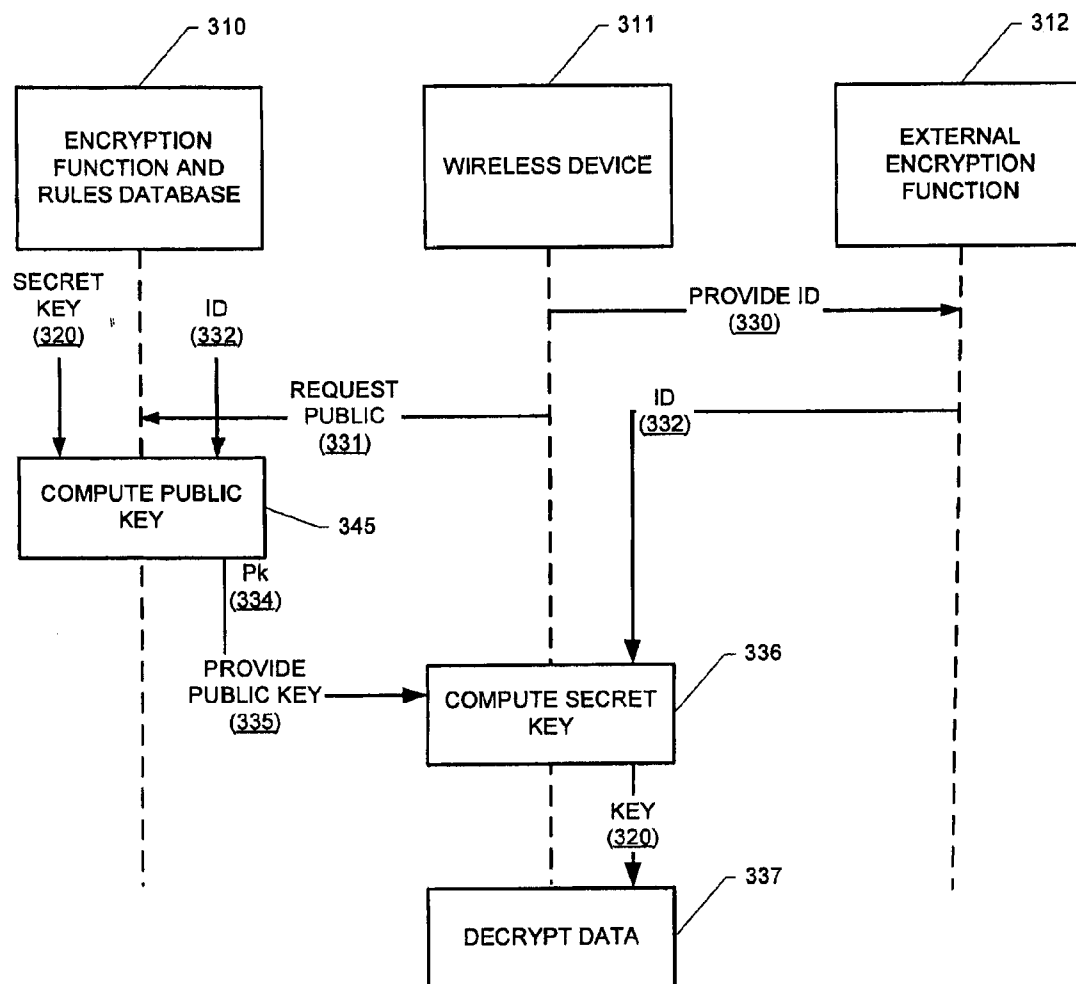 310
311
312
ENCRYPTION
FUNCTION AND
RULES DATABASE
WIRELESS DEVICE
EXTERNAL
ENCRYPTION
FUNCTION
SECRET
KEY
(320)
ID
(332)
PROVIDE ID
(330)
REQUEST
PUBLIC
(331)
ID
(332)
COMPUTE PUBLIC
KEY
345
Pk
(334)
PROVIDE
PUBLIC KEY
(335)
336
COMPUTE SECRET
KEY
KEY
(320)
337
DECRYPT DATA